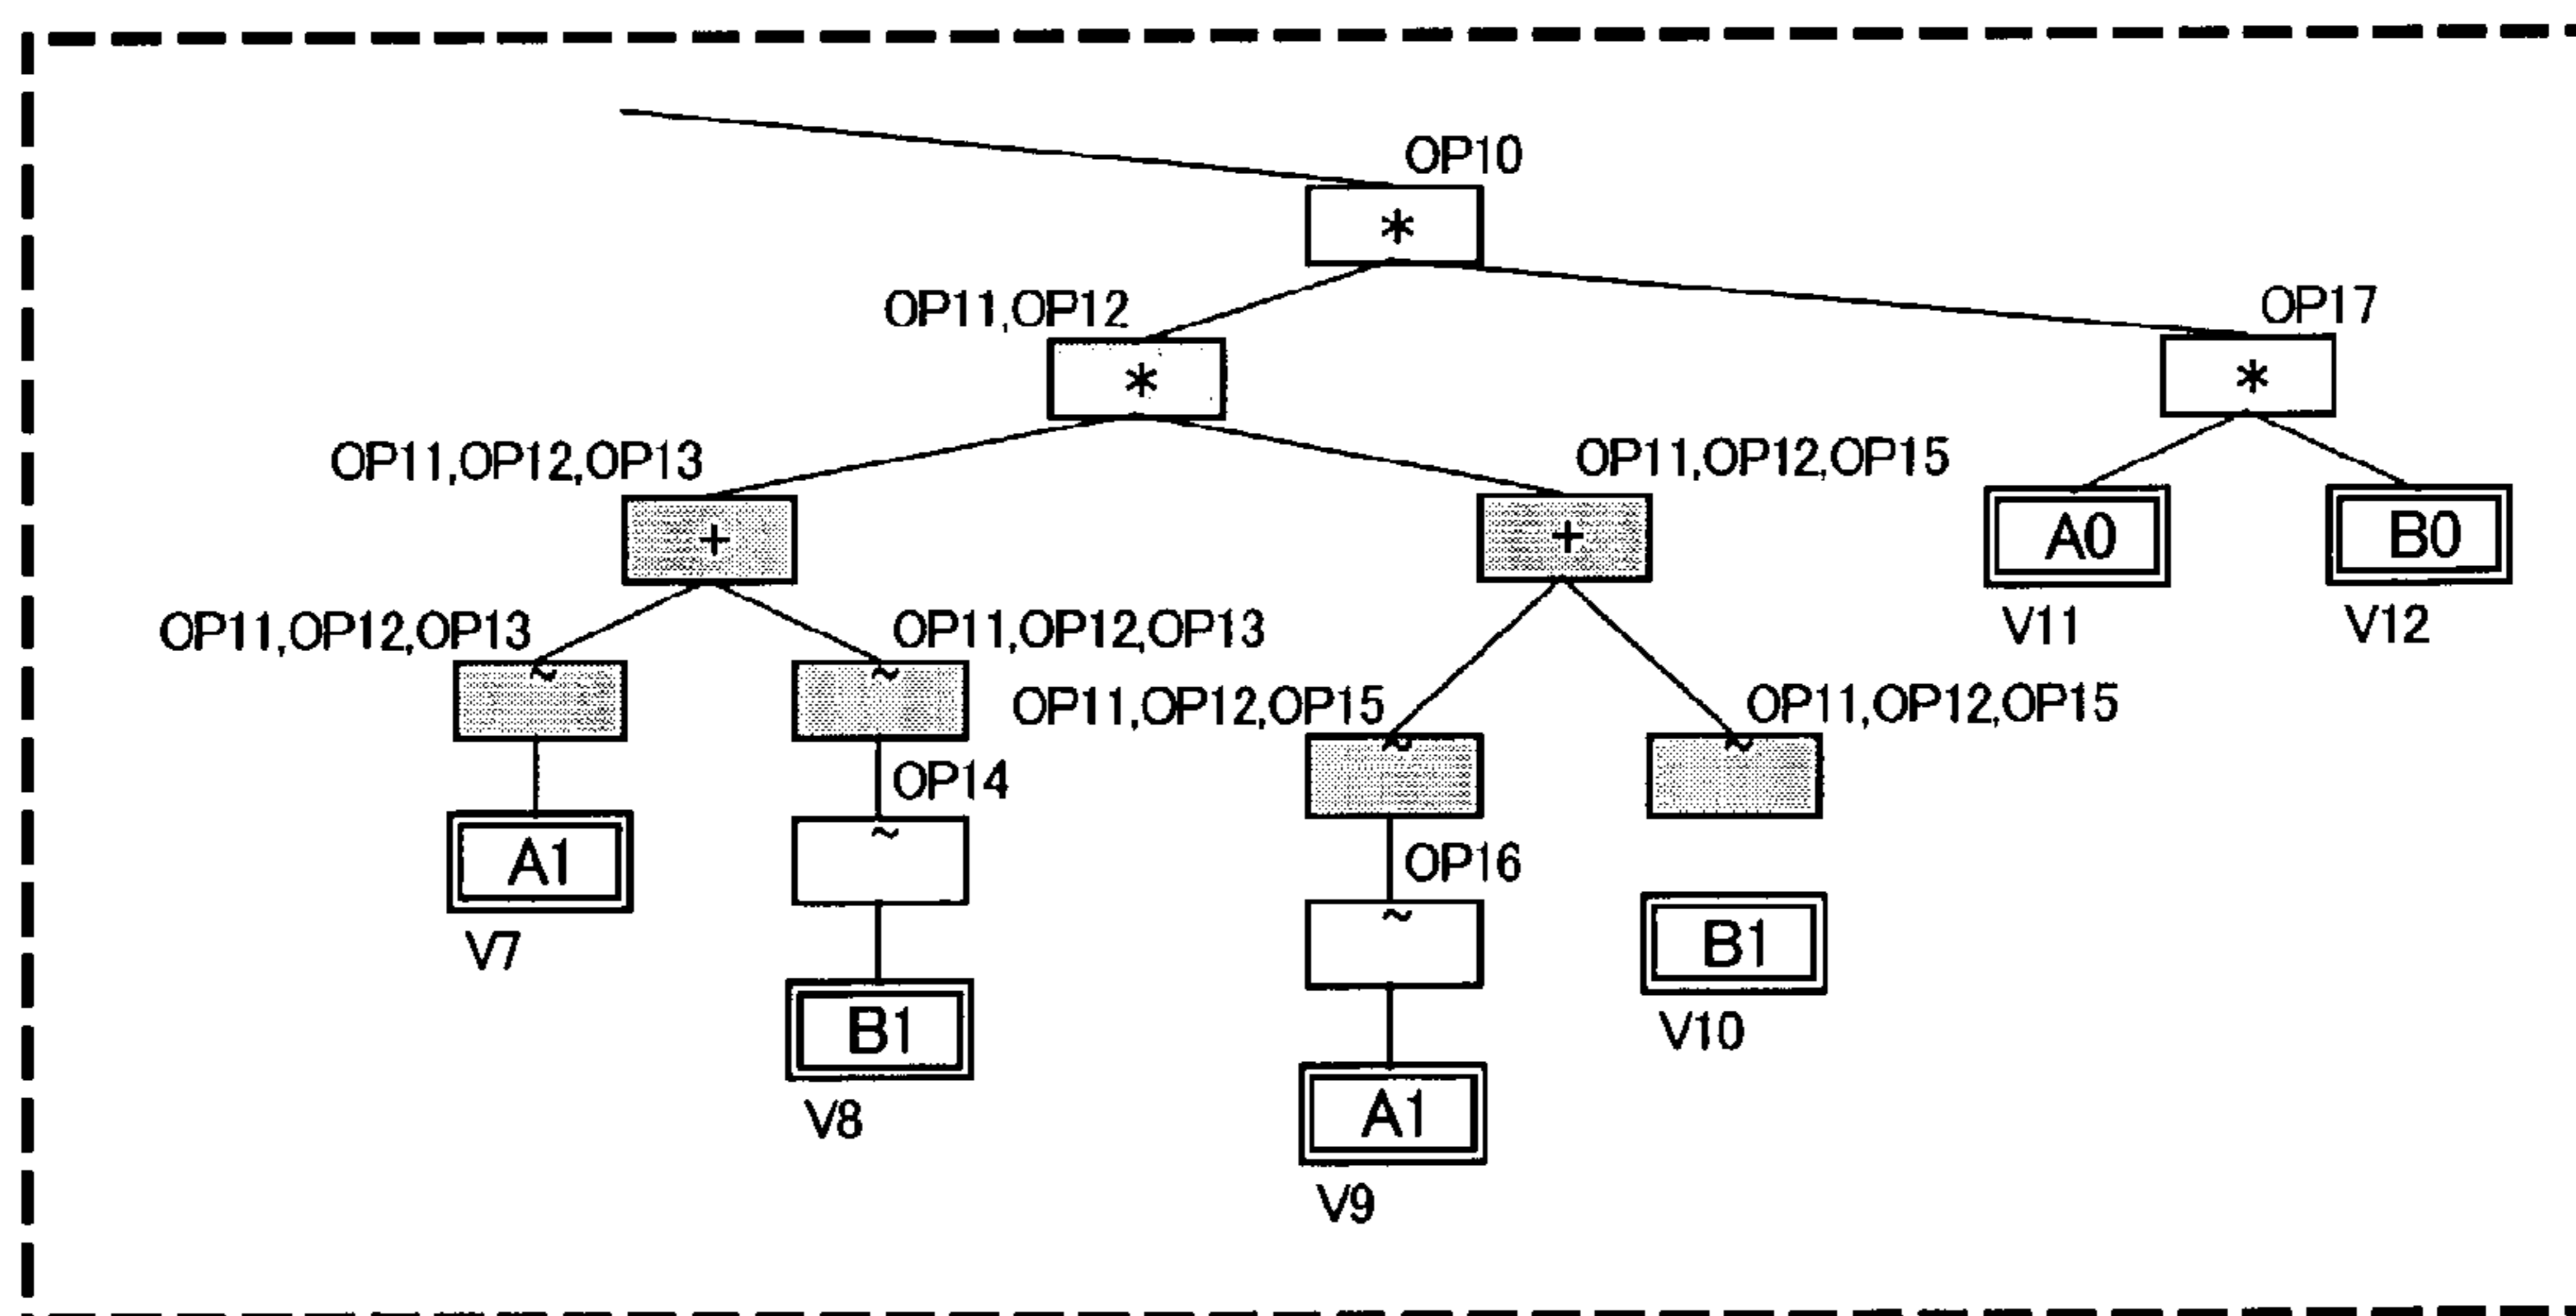 OP10
*
OP11,OP12
OP17
*
*
OP11,OP12,OP13
OP11,OP12,OP15
+
+
A0
B0
OP11,OP12,OP13
OP11,OP12,OP13
V11
V12
~
~
OP11,OP12,OP15
OP11,OP12,OP15
~
~
OP14
~
A1
OP16
~
V7
B1
B1
V10
V8
A1
V9